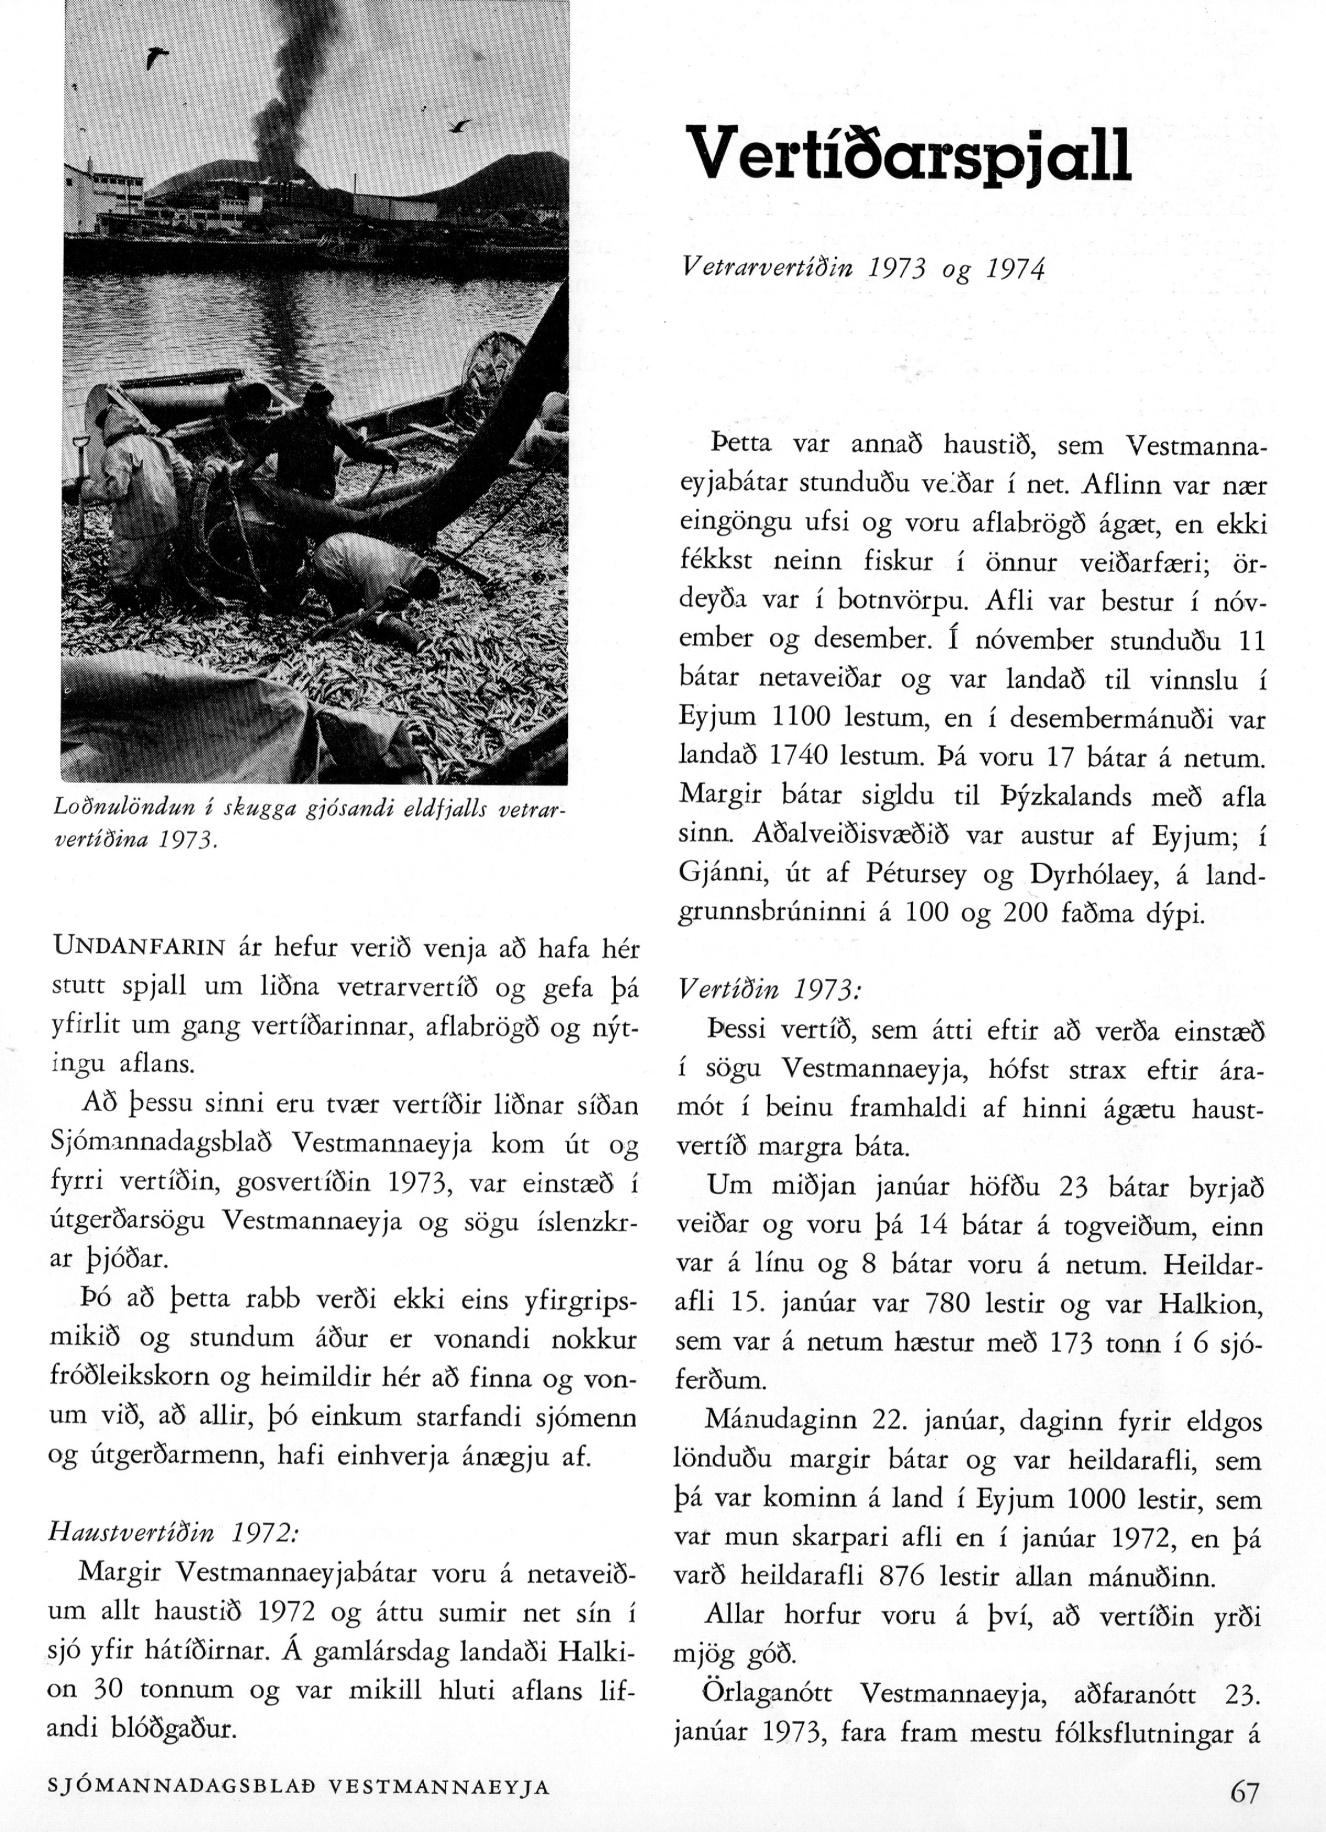 Vertíðarspjall
Vetrarvertíðin 1973 og 1974
Loðnulöndun í skugga gjósandi eldfjalls vetrar-
vertíðina 1973.
UNDANFARIN ár hefur verið venja að hafa hér
stutt spjall um liðna vetrarvertíð og gefa þá
yfirlit um gang vertíðarinnar, aflabrögð og nýt-
ingu aflans.
Að þessu sinni eru tvær vertíðir liðnar síðan
Sjómannadagsblað Vestmannaeyja kom út og
fyrri vertíðin, gosvertíðin 1973, var einstæð í
útgerðarsögu Vestmannaeyja og sögu íslenzkr-
ar þjóðar.
Þó að þetta rabb verði ekki eins yfirgrips-
mikið og stundum áður er vonandi nokkur
fróðleikskorn og heimildir hér að finna og von-
um við, að allir, þó einkum starfandi sjómenn
og útgerðarmenn, hafi einhverja ánægju af.
Haustvertíðin 1972:
Margir Vestmannaeyjabátar voru á netaveið-
um allt haustið 1972 og áttu sumir net sín í
sjó yfir hátíðirnar. Á gamlársdag landaði Halki-
on 30 tonnum og var mikill hluti aflans lif-
andi blóðgaður.
Þetta var annað haustið, sem Vestmanna-
eyjabátar stunduðu veiðar í net. Aflinn var nær
eingöngu ufsi og voru aflabrögð ágæt, en ekki
fékkst neinn fiskur í önnur veiðarfæri; ör-
deyða var í botnvörpu. Afli var bestur í nóv-
ember og desember. Í nóvember stunduðu 11
bátar netaveiðar og var landað til vinnslu í
Eyjum 1100 lestum, en í desembermánuði var
landað 1740 lestum. Þá voru 17 bátar á netum.
Margir bátar sigldu til Þýzkalands með afla
sinn. Aðalveiðisvæðið var austur af Eyjum; í
Gjánni, út af Pétursey og Dyrhólaey, á land-
grunnsbrúninni á 100 og 200 faðma dýpi.
Vertíðin 1973:
Þessi vertíð, sem átti eftir að verða einstæð
í sögu Vestmannaeyja, hófst strax eftir ára-
mót í beinu framhaldi af hinni ágætu haust-
vertíð margra báta.
Um miðjan janúar höfðu 23 bátar byrjað
veiðar og voru þá 14 bátar á togveiðum, einn
var á línu og 8 bátar voru á netum. Heildar-
afli 15. janúar var 780 lestir og var Halkion,
sem var á netum hæstur með 173 tonn í 6 sjó-
ferðum.
Mánudaginn 22. janúar, daginn fyrir eldgos
lönduðu margir bátar og var heildarafli, sem
þá var kominn á land í Eyjum 1000 lestir, sem
var mun skarpari afli en í janúar 1972, en þá
varð heildarafli 876 lestir allan mánuðinn.
Allar horfur voru á því, að vertíðin yrði
mjög góð.
Örlaganótt Vestmannaeyja, aðfaranótt 23.
janúar 1973, fara fram mestu fólksflutningar á
SJÓMANNADAGSBLAÐ VESTMANNAEYJA
67